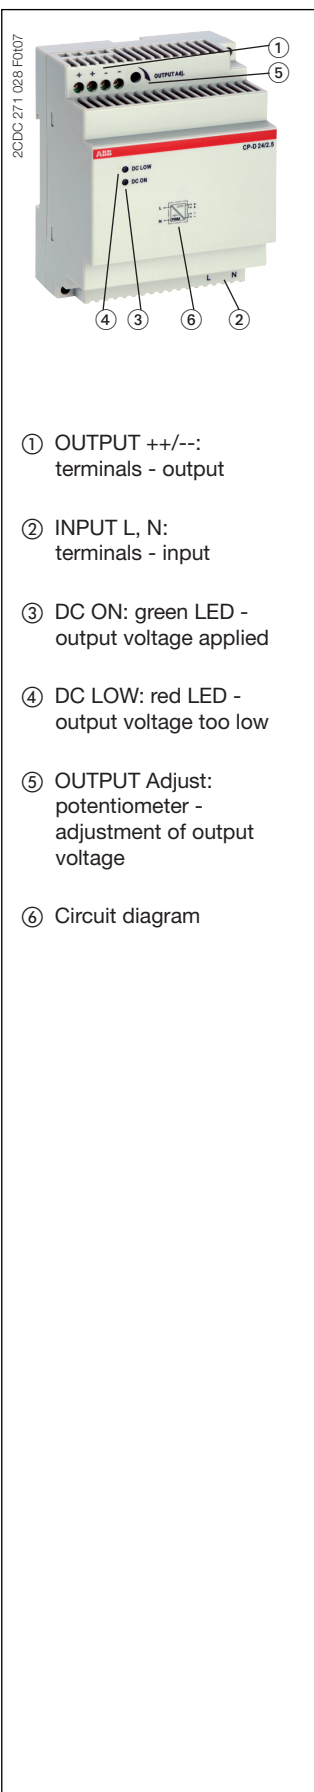 2CDC 271 028 F0t07
+ + - - OUTPUT Adj.
ABB
CP-D 24/2.5
DC LOW
DC ON
L
N
L N
①
⑤
④ ③ ⑥ ②
① OUTPUT ++/--:
terminals - output
② INPUT L, N:
terminals - input
③ DC ON: green LED -
output voltage applied
④ DC LOW: red LED -
output voltage too low
⑤ OUTPUT Adjust:
potentiometer -
adjustment of output
voltage
⑥ Circuit diagram